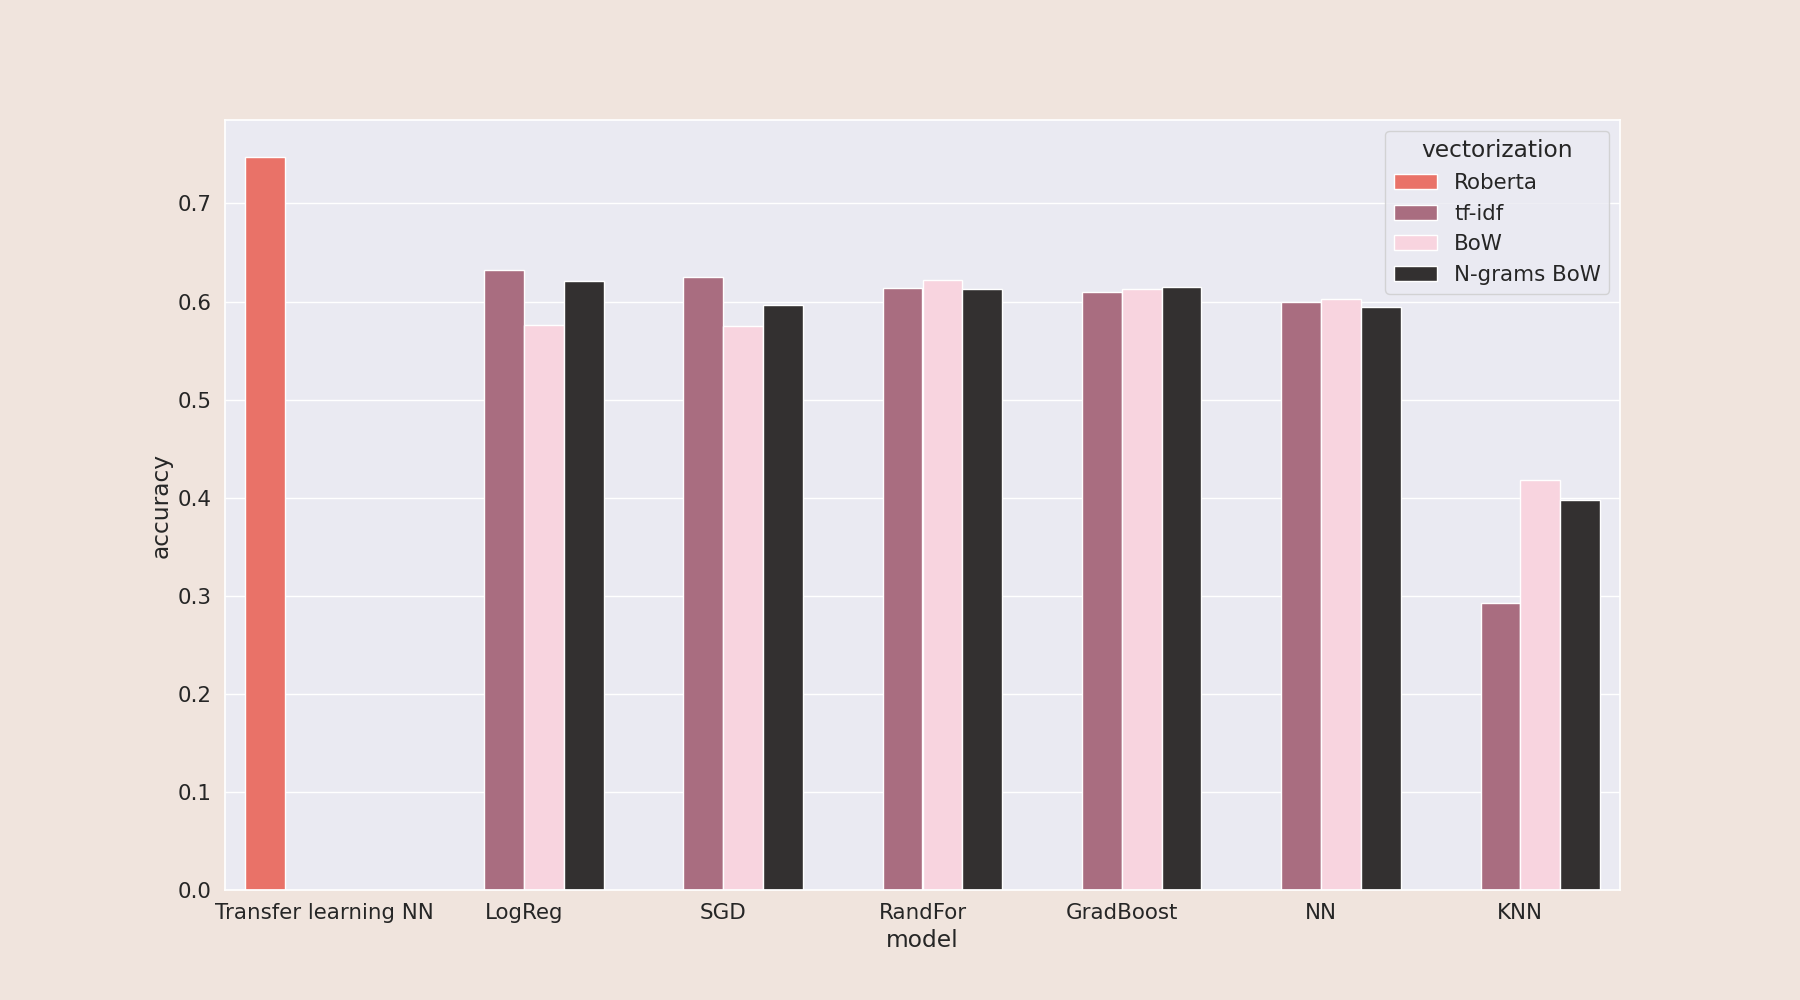 vectorization
Roberta
tf-idf
BoW
N-grams BoW
accuracy
0.7
0.6
0.5
0.4
0.3
0.2
0.1
0.0
Transfer learning NN LogReg SGD RandFor GradBoost NN KNN
model